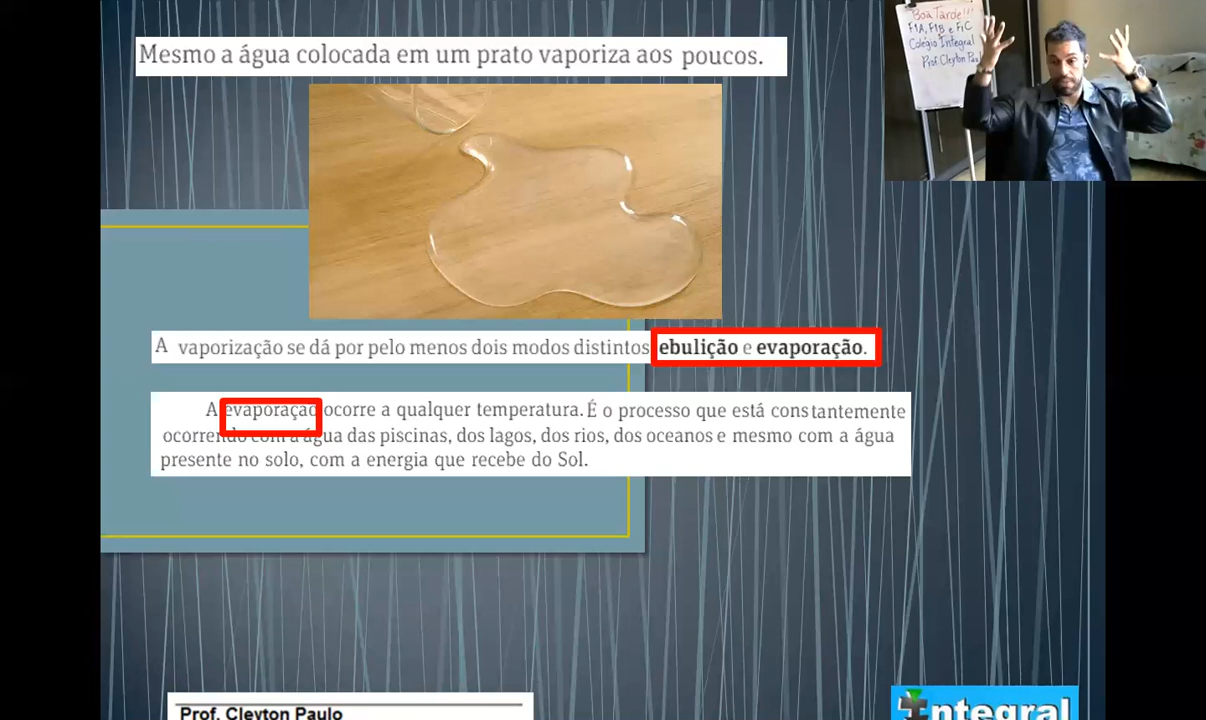 Mesmo a água colocada em um prato vaporiza aos poucos.
Boa Tarde!!!
F1A, F1B e F1C
Colégio Integral
Prof. Cleyton
A vaporização se dá por pelo menos dois modos distintos ebulição e evaporação.
A evaporação ocorre a qualquer temperatura. É o processo que está constantemente
ocorrendo com a água das piscinas, dos lagos, dos rios, dos oceanos e mesmo com a água
presente no solo, com a energia que recebe do Sol.
Prof. Cleyton Paulo
Integral